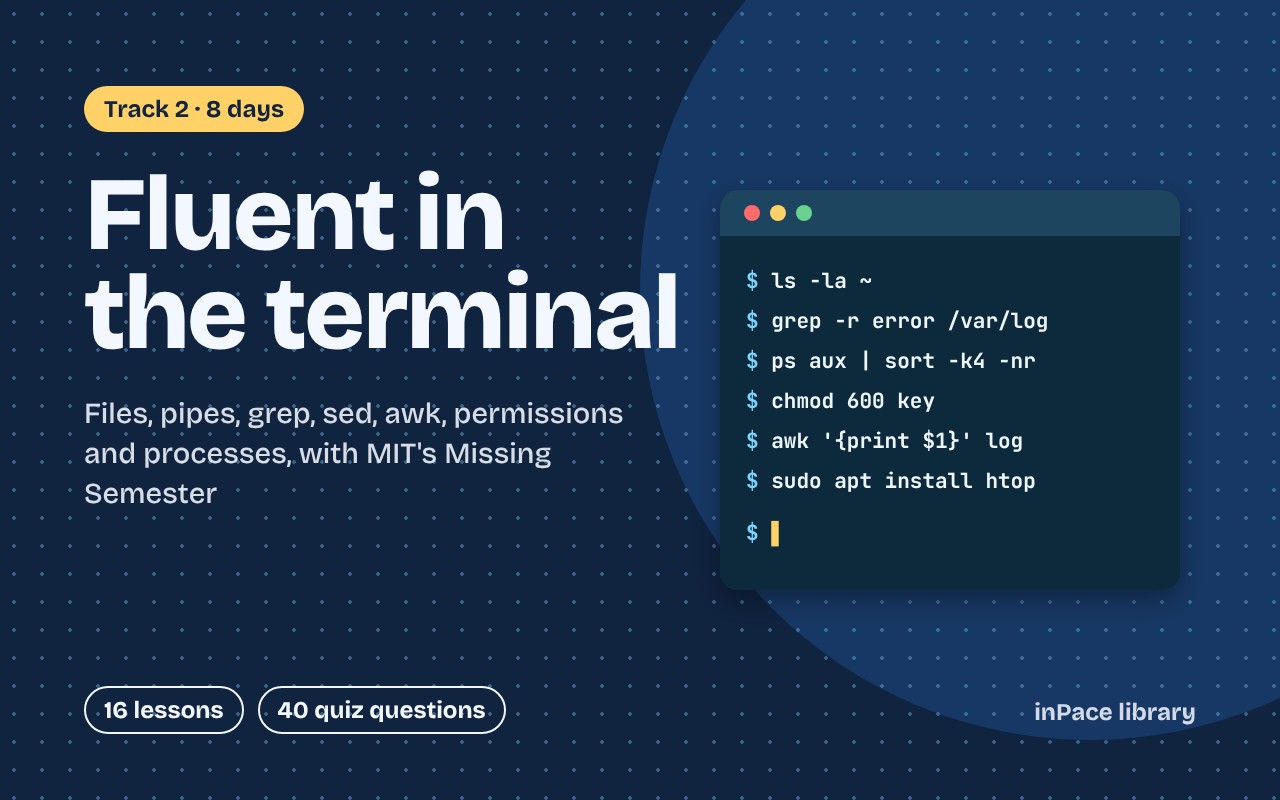 Track 2 · 8 days
Fluent in
the terminal
Files, pipes, grep, sed, awk, permissions
and processes, with MIT's Missing
Semester
$ ls -la ~
$ grep -r error /var/log
$ ps aux | sort -k4 -nr
$ chmod 600 key
$ awk '{print $1}' log
$ sudo apt install htop
$
16 lessons
40 quiz questions
inPace library